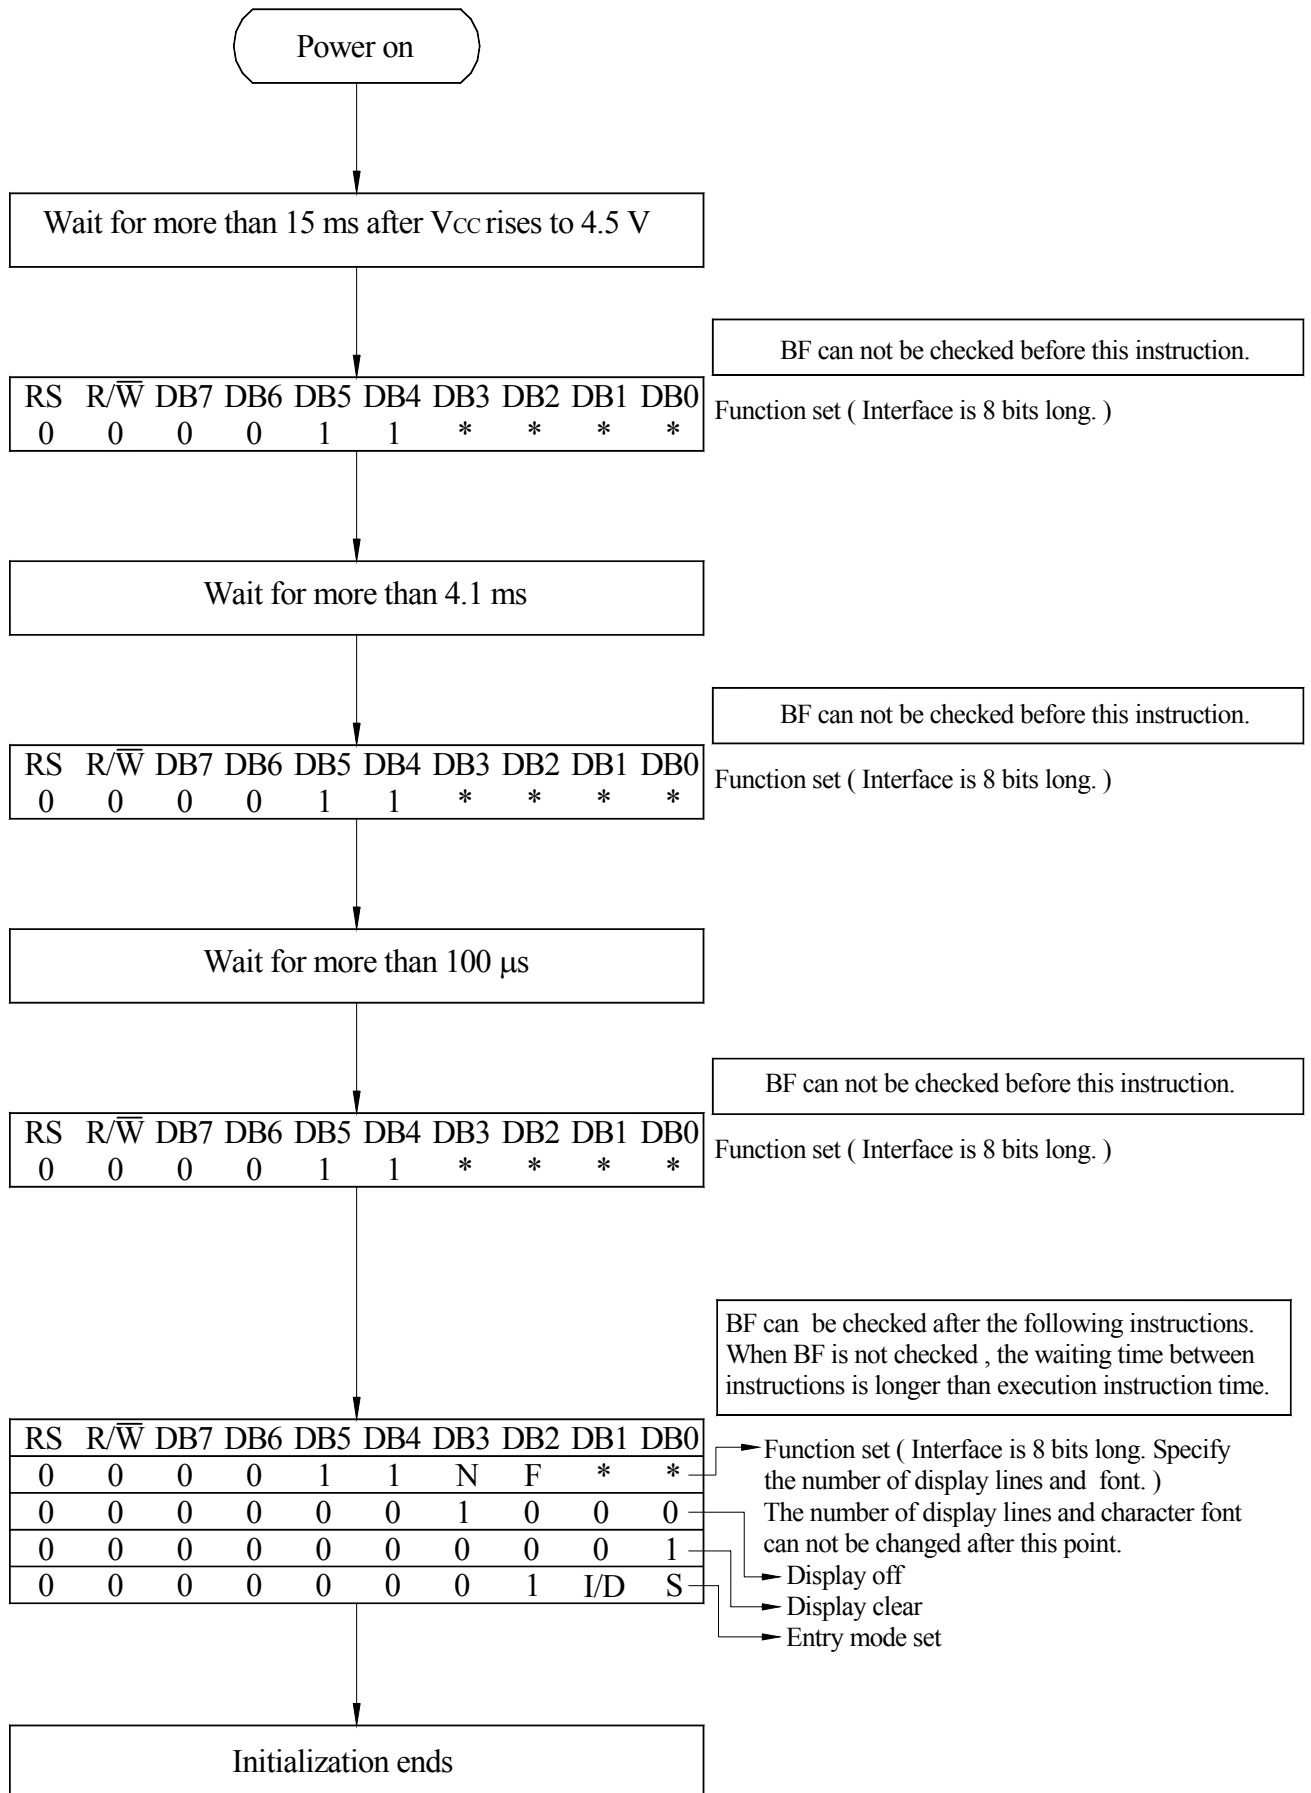 Power on
Wait for more than 15 ms after VCC rises to 4.5 V
BF can not be checked before this instruction.
RS R/W̅ DB7 DB6 DB5 DB4 DB3 DB2 DB1 DB0
0 0 0 0 1 1 * * * *
Function set ( Interface is 8 bits long. )
Wait for more than 4.1 ms
BF can not be checked before this instruction.
RS R/W̅ DB7 DB6 DB5 DB4 DB3 DB2 DB1 DB0
0 0 0 0 1 1 * * * *
Function set ( Interface is 8 bits long. )
Wait for more than 100 μs
BF can not be checked before this instruction.
RS R/W̅ DB7 DB6 DB5 DB4 DB3 DB2 DB1 DB0
0 0 0 0 1 1 * * * *
Function set ( Interface is 8 bits long. )
BF can be checked after the following instructions.
When BF is not checked , the waiting time between
instructions is longer than execution instruction time.
RS R/W̅ DB7 DB6 DB5 DB4 DB3 DB2 DB1 DB0
0 0 0 0 1 1 N F * *
0 0 0 0 0 0 1 0 0 0
0 0 0 0 0 0 0 0 0 1
0 0 0 0 0 0 0 1 I/D S
Function set ( Interface is 8 bits long. Specify
the number of display lines and font. )
The number of display lines and character font
can not be changed after this point.
Display off
Display clear
Entry mode set
Initialization ends